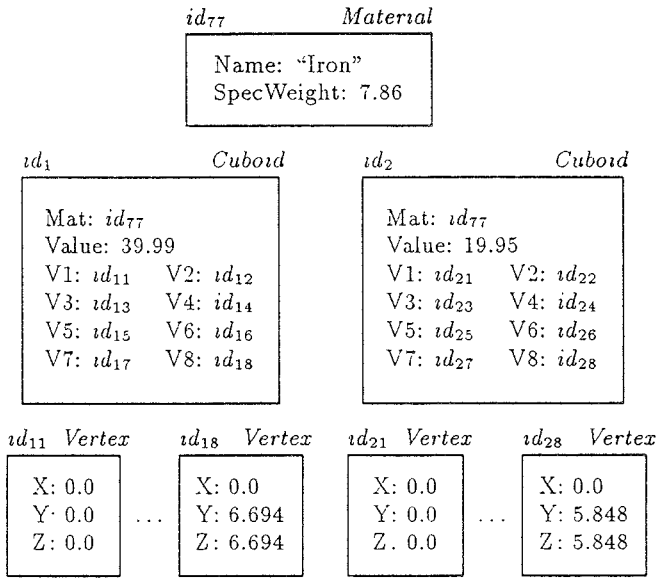 id₇₇ Material
Name: “Iron”
SpecWeight: 7.86
id₁ Cuboid
Mat: id₇₇
Value: 39.99
V1: id₁₁ V2: id₁₂
V3: id₁₃ V4: id₁₄
V5: id₁₅ V6: id₁₆
V7: id₁₇ V8: id₁₈
id₂ Cuboid
Mat: id₇₇
Value: 19.95
V1: id₂₁ V2: id₂₂
V3: id₂₃ V4: id₂₄
V5: id₂₅ V6: id₂₆
V7: id₂₇ V8: id₂₈
id₁₁ Vertex
X: 0.0
Y: 0.0
Z: 0.0
...
id₁₈ Vertex
X: 0.0
Y: 6.694
Z: 6.694
id₂₁ Vertex
X: 0.0
Y: 0.0
Z. 0.0
...
id₂₈ Vertex
X: 0.0
Y: 5.848
Z: 5.848